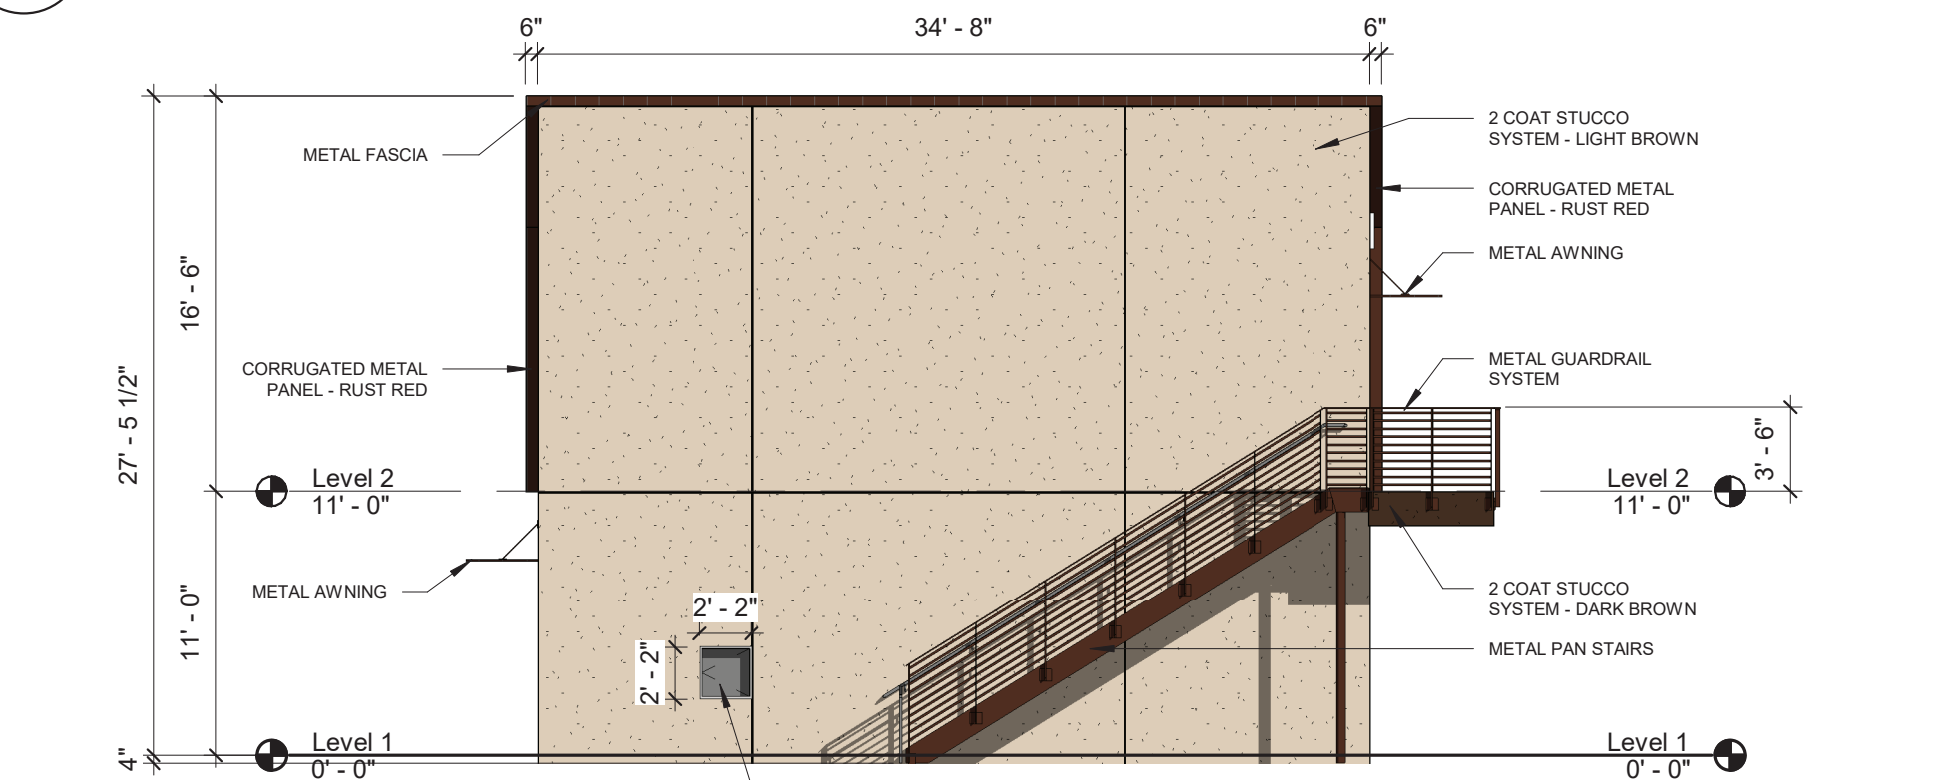 6"
34' - 8"
6"
METAL FASCIA
2 COAT STUCCO
SYSTEM - LIGHT BROWN
CORRUGATED METAL
PANEL - RUST RED
METAL AWNING
16' - 6"
27' - 5 1/2"
CORRUGATED METAL
PANEL - RUST RED
METAL GUARDRAIL
SYSTEM
3' - 6"
Level 2
11' - 0"
Level 2
11' - 0"
METAL AWNING
11' - 0"
2' - 2"
2' - 2"
2 COAT STUCCO
SYSTEM - DARK BROWN
METAL PAN STAIRS
4"
Level 1
0' - 0"
Level 1
0' - 0"